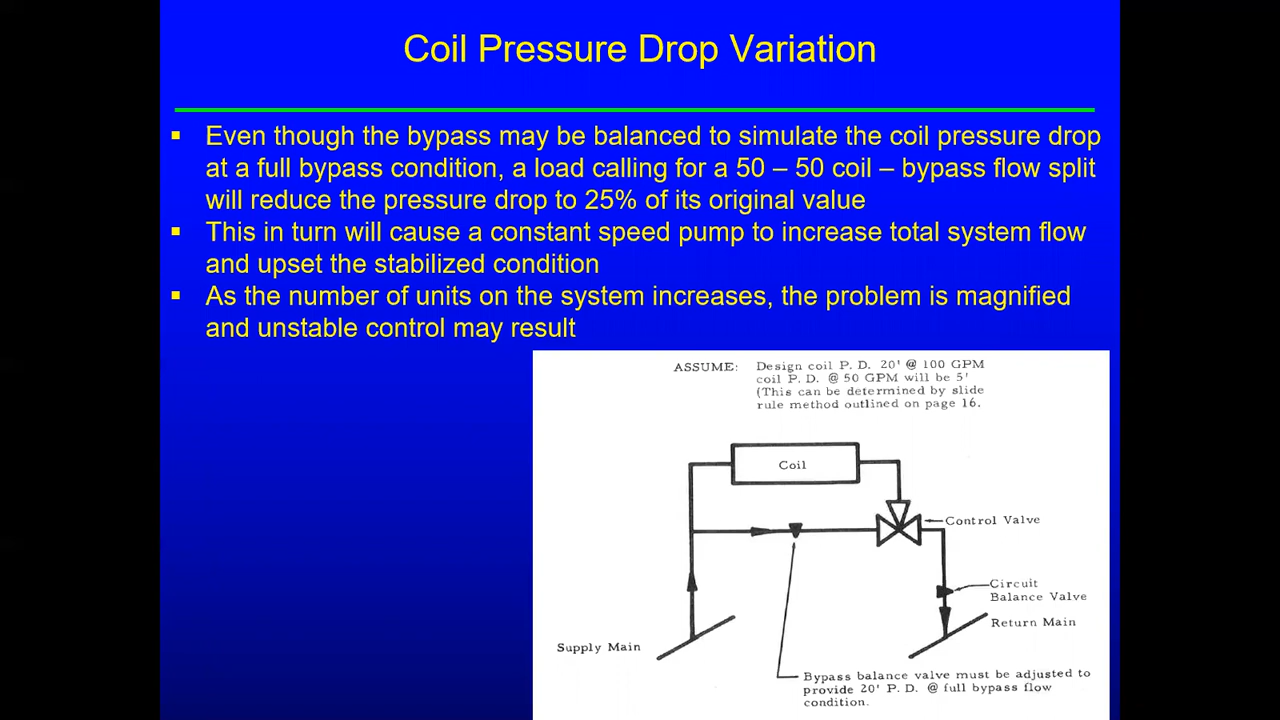 Coil Pressure Drop Variation
▪ Even though the bypass may be balanced to simulate the coil pressure drop
at a full bypass condition, a load calling for a 50 – 50 coil – bypass flow split
will reduce the pressure drop to 25% of its original value
▪ This in turn will cause a constant speed pump to increase total system flow
and upset the stabilized condition
▪ As the number of units on the system increases, the problem is magnified
and unstable control may result
ASSUME: Design coil P. D. 20' @ 100 GPM
coil P. D. @ 50 GPM will be 5'
(This can be determined by slide
rule method outlined on page 16.
Coil
Control Valve
Circuit
Balance Valve
Return Main
Supply Main
Bypass balance valve must be adjusted to
provide 20' P. D. @ full bypass flow
condition.